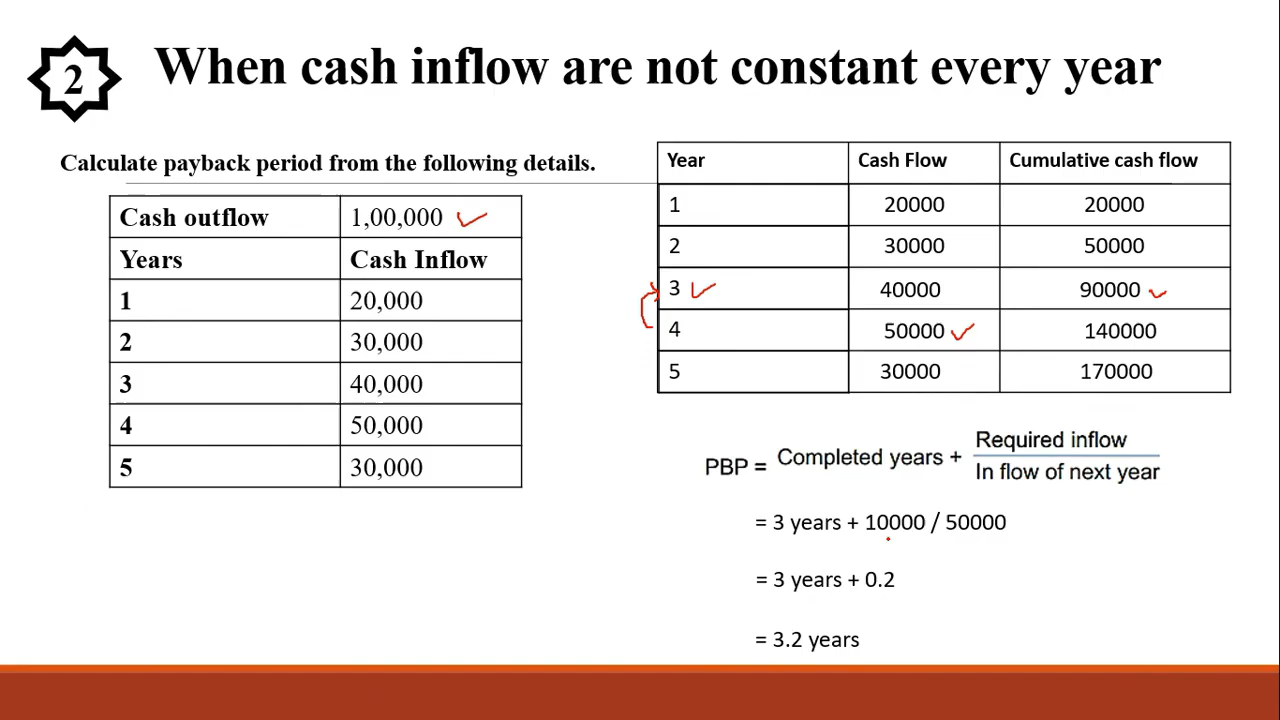 2
When cash inflow are not constant every year
Calculate payback period from the following details.
Cash outflow 1,00,000
Years Cash Inflow
1 20,000
2 30,000
3 40,000
4 50,000
5 30,000
Year Cash Flow Cumulative cash flow
1 20000 20000
2 30000 50000
3 40000 90000
4 50000 140000
5 30000 170000
PBP = Completed years + Required inflow
In flow of next year
= 3 years + 10000 / 50000
= 3 years + 0.2
= 3.2 years